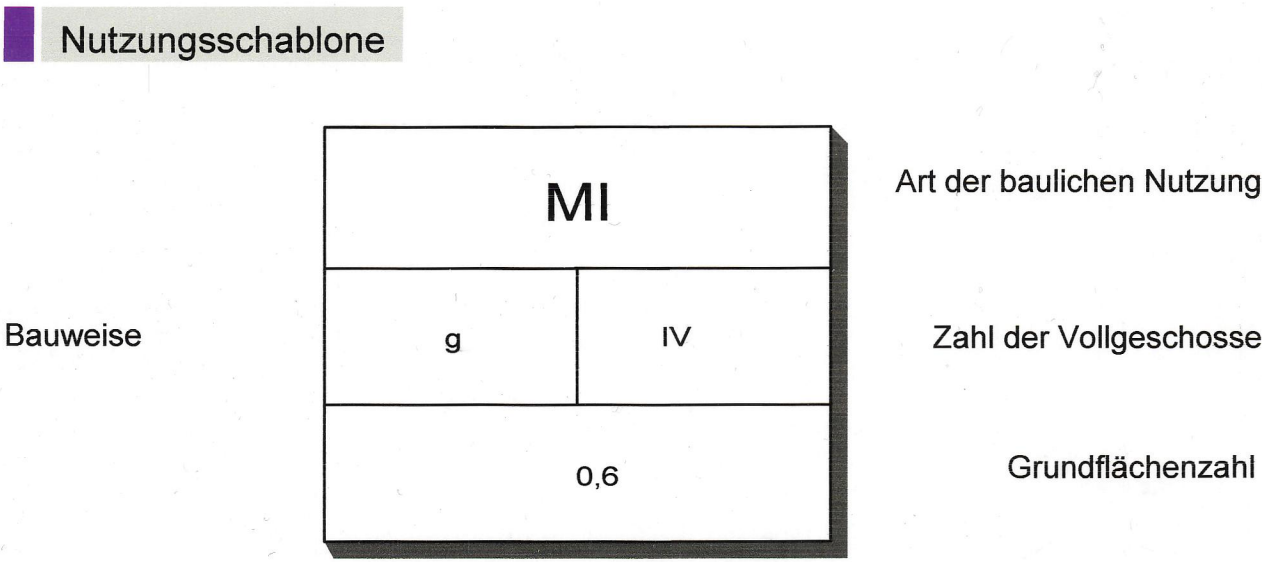 Nutzungsschablone
MI
Art der baulichen Nutzung
Bauweise
g
IV
Zahl der Vollgeschosse
0,6
Grundflächenzahl